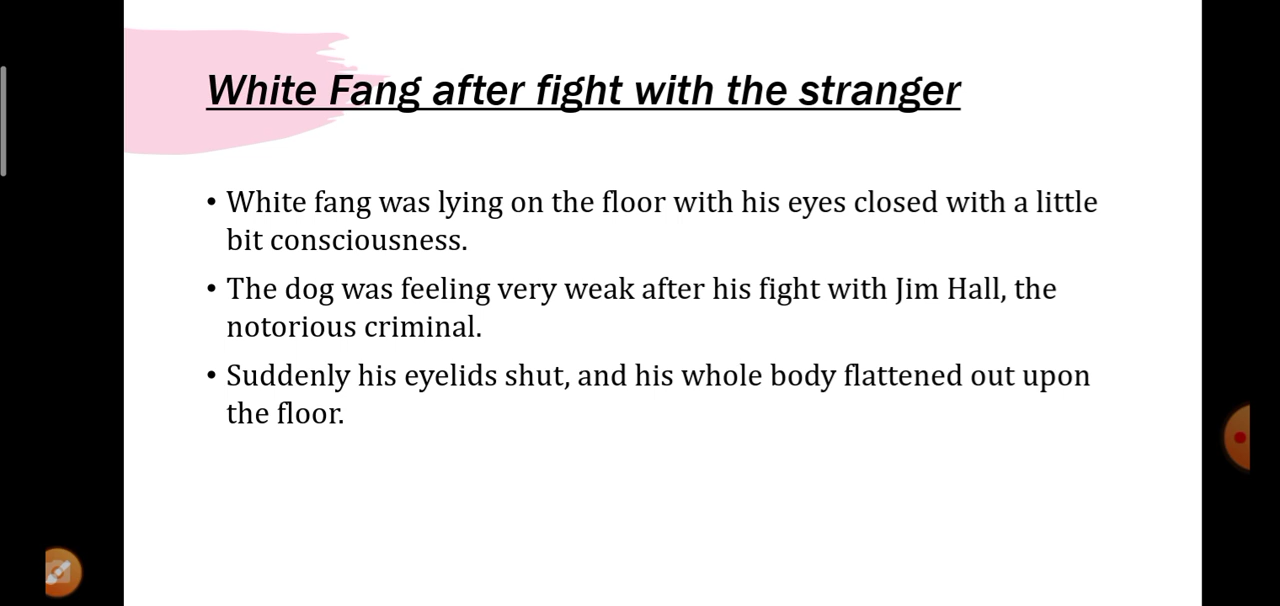 White Fang after fight with the stranger
• White fang was lying on the floor with his eyes closed with a little
bit consciousness.
• The dog was feeling very weak after his fight with Jim Hall, the
notorious criminal.
• Suddenly his eyelids shut, and his whole body flattened out upon
the floor.